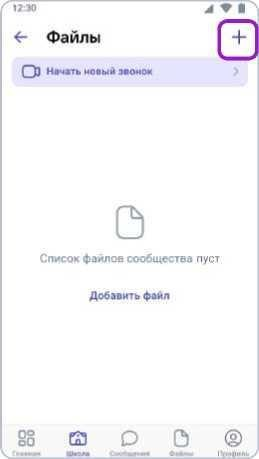 12:30
Файлы
Начать новый звонок
Список файлов сообщества пуст
Добавить файл
Главная Школа Сообщения Файлы Профиль